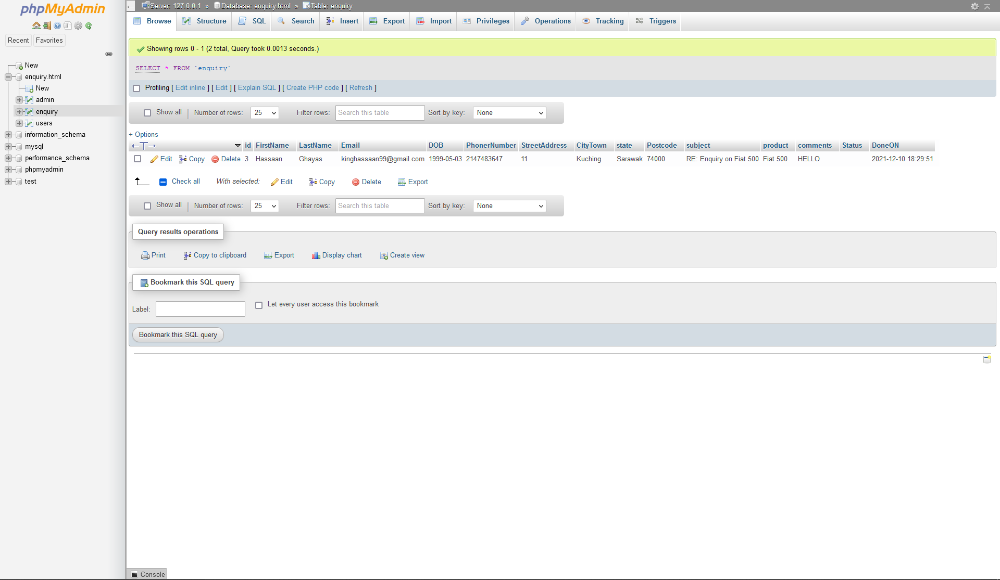 phpMyAdmin
Recent Favorites
New
enquiry.html
New
admin
enquiry
users
information_schema
mysql
performance_schema
phpmyadmin
test
Server: 127.0.0.1 » Database: enquiry.html » Table: enquiry
Browse Structure SQL Search Insert Export Import Privileges Operations Tracking Triggers
Showing rows 0 - 1 (2 total, Query took 0.0013 seconds.)
SELECT * FROM `enquiry`
Profiling [ Edit inline ] [ Edit ] [ Explain SQL ] [ Create PHP code ] [ Refresh ]
Show all Number of rows: 25 Filter rows: Search this table Sort by key: None
+ Options
id FirstName LastName Email DOB PhonerNumber StreetAddress CityTown state Postcode subject product comments Status DoneON
Edit Copy Delete 3 Hassaan Ghayas kinghassaan99@gmail.com 1999-05-03 2147483647 11 Kuching Sarawak 74000 RE: Enquiry on Fiat 500 Fiat 500 HELLO 2021-12-10 18:29:51
Check all With selected: Edit Copy Delete Export
Show all Number of rows: 25 Filter rows: Search this table Sort by key: None
Query results operations
Print Copy to clipboard Export Display chart Create view
Bookmark this SQL query
Label: Let every user access this bookmark
Bookmark this SQL query
Console